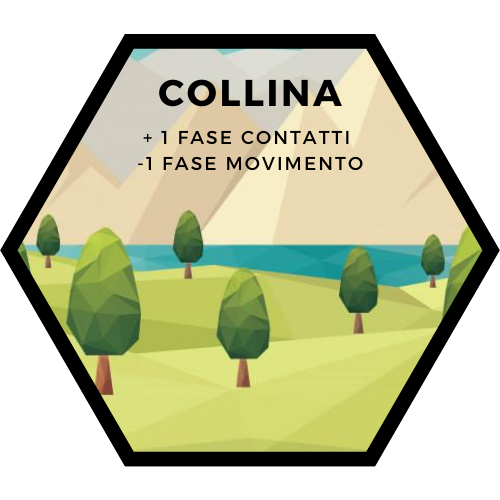 COLLINA
+ 1 FASE CONTATTI
-1 FASE MOVIMENTO